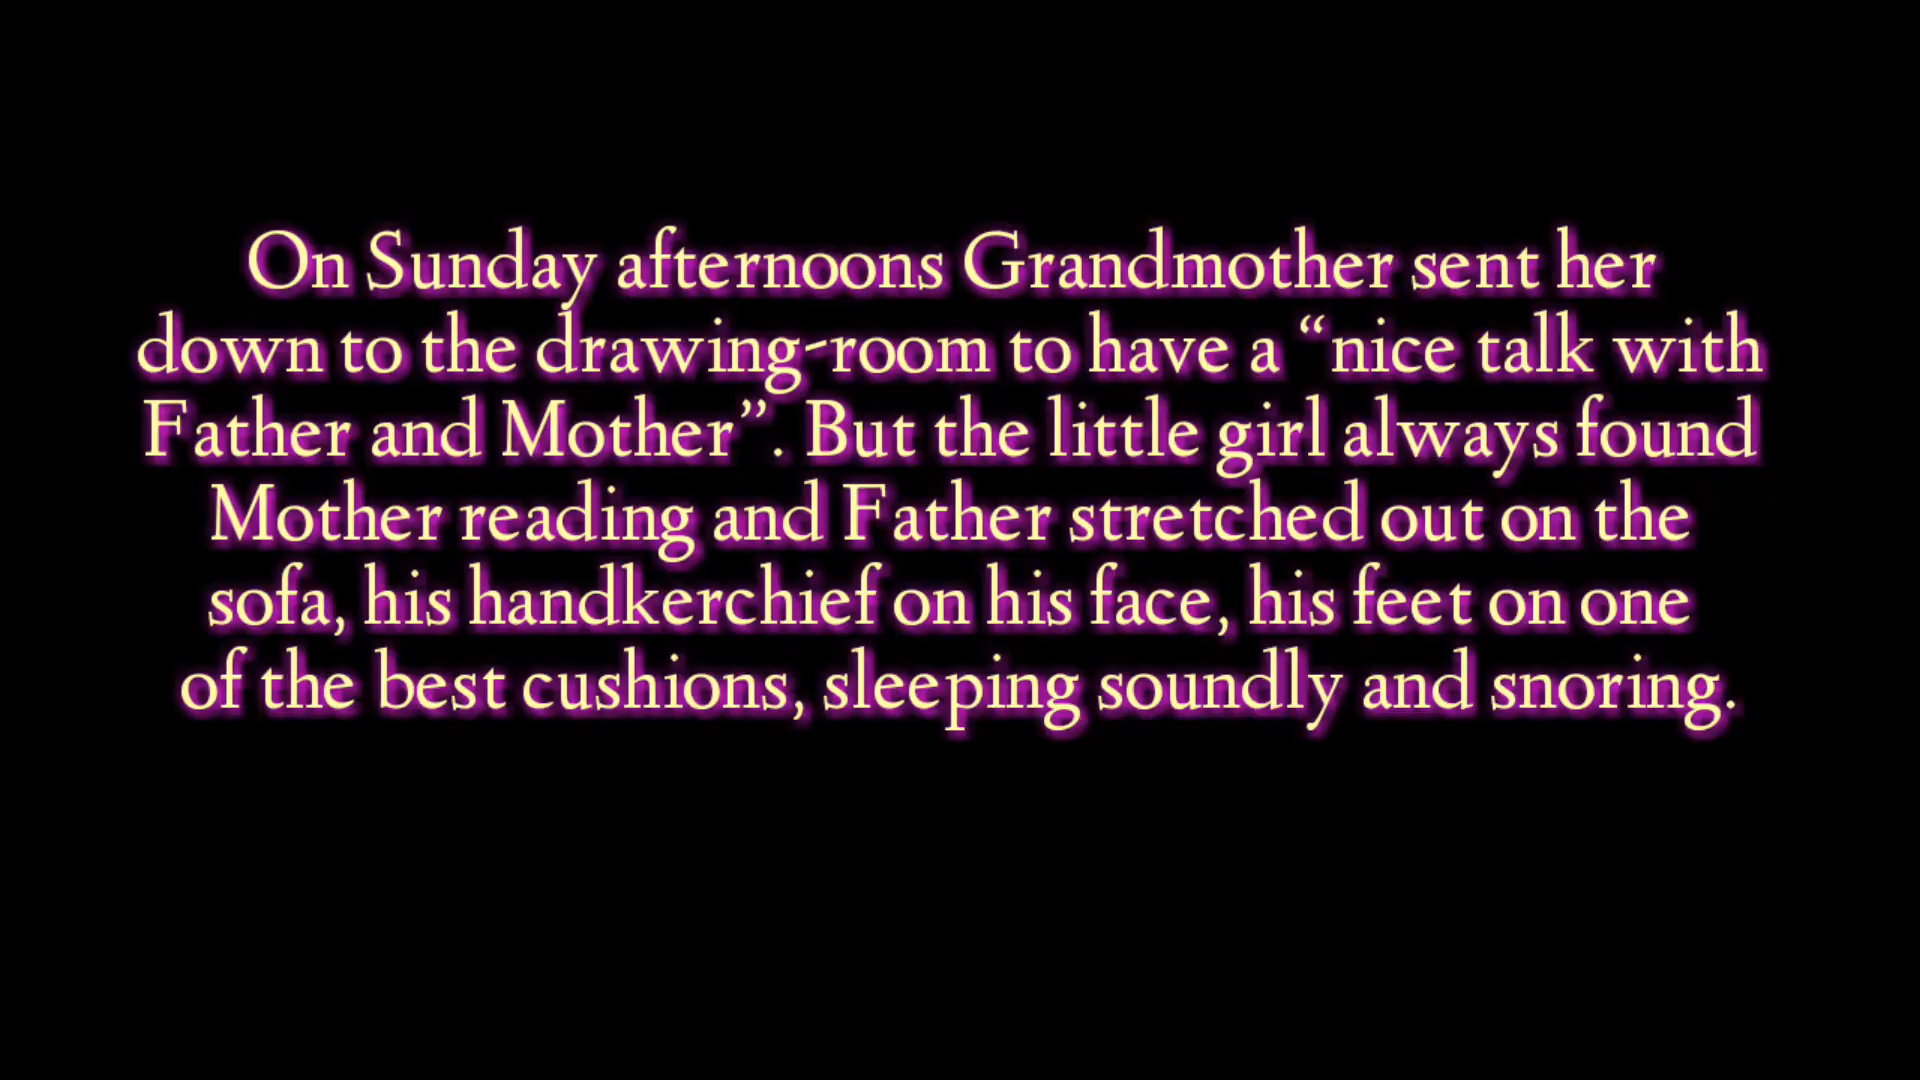 On Sunday afternoons Grandmother sent her
down to the drawing-room to have a “nice talk with
Father and Mother”. But the little girl always found
Mother reading and Father stretched out on the
sofa, his handkerchief on his face, his feet on one
of the best cushions, sleeping soundly and snoring.